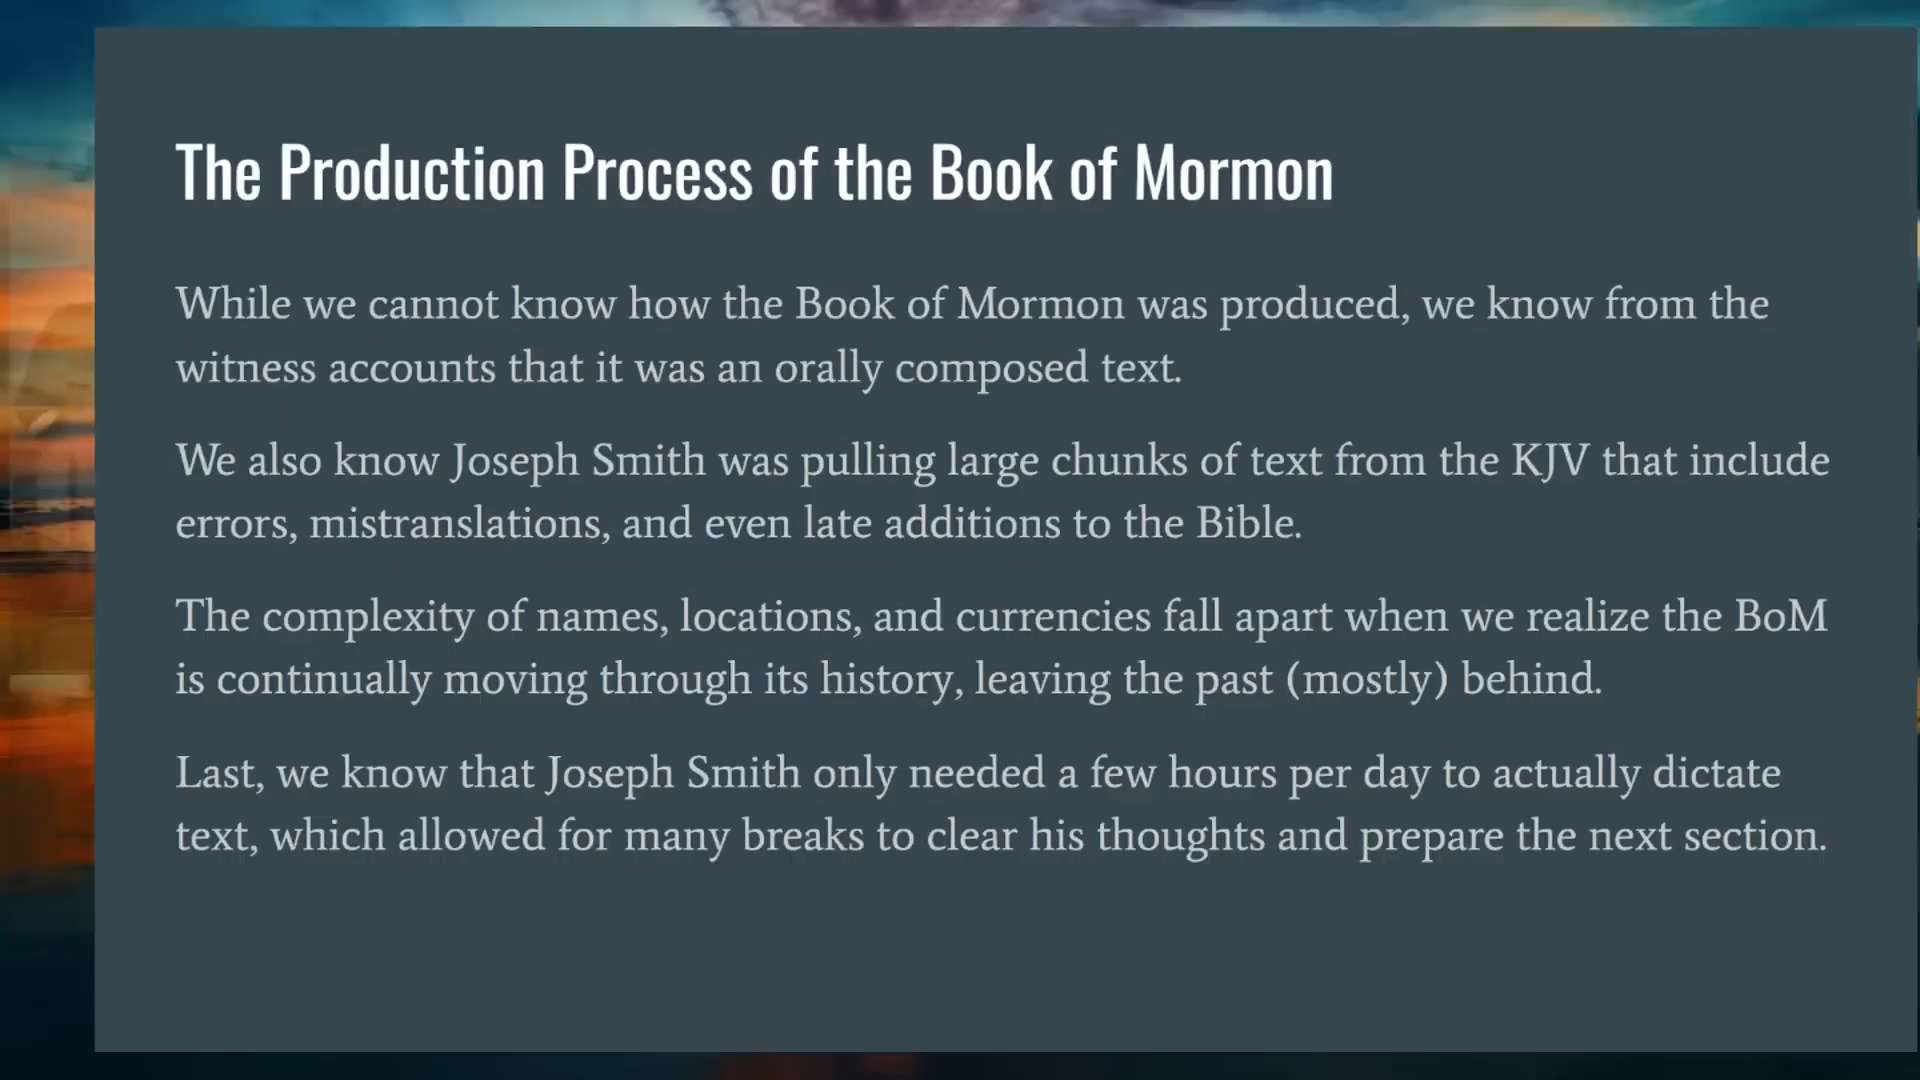 The Production Process of the Book of Mormon
While we cannot know how the Book of Mormon was produced, we know from the
witness accounts that it was an orally composed text.
We also know Joseph Smith was pulling large chunks of text from the KJV that include
errors, mistranslations, and even late additions to the Bible.
The complexity of names, locations, and currencies fall apart when we realize the BoM
is continually moving through its history, leaving the past (mostly) behind.
Last, we know that Joseph Smith only needed a few hours per day to actually dictate
text, which allowed for many breaks to clear his thoughts and prepare the next section.